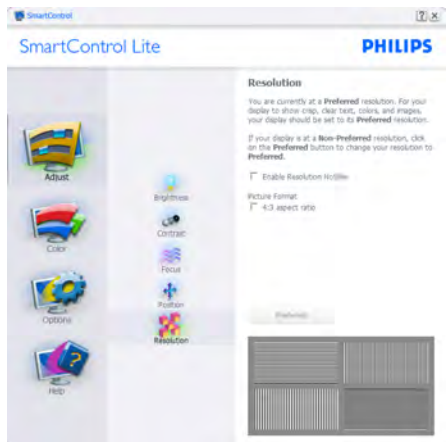 SmartControl
SmartControl Lite
PHILIPS
Resolution
You are currently at a Preferred resolution. For your
display to show crisp, clear text, colors, and images,
your display should be set to its Preferred resolution.
If your display is at a Non-Preferred resolution, click
on the Preferred button to change your resolution to
Preferred.
Enable Resolution Notifier
Picture Format
4:3 aspect ratio
Preferred
Adjust
Color
Options
Help
Brightness
Contrast
Focus
Position
Resolution